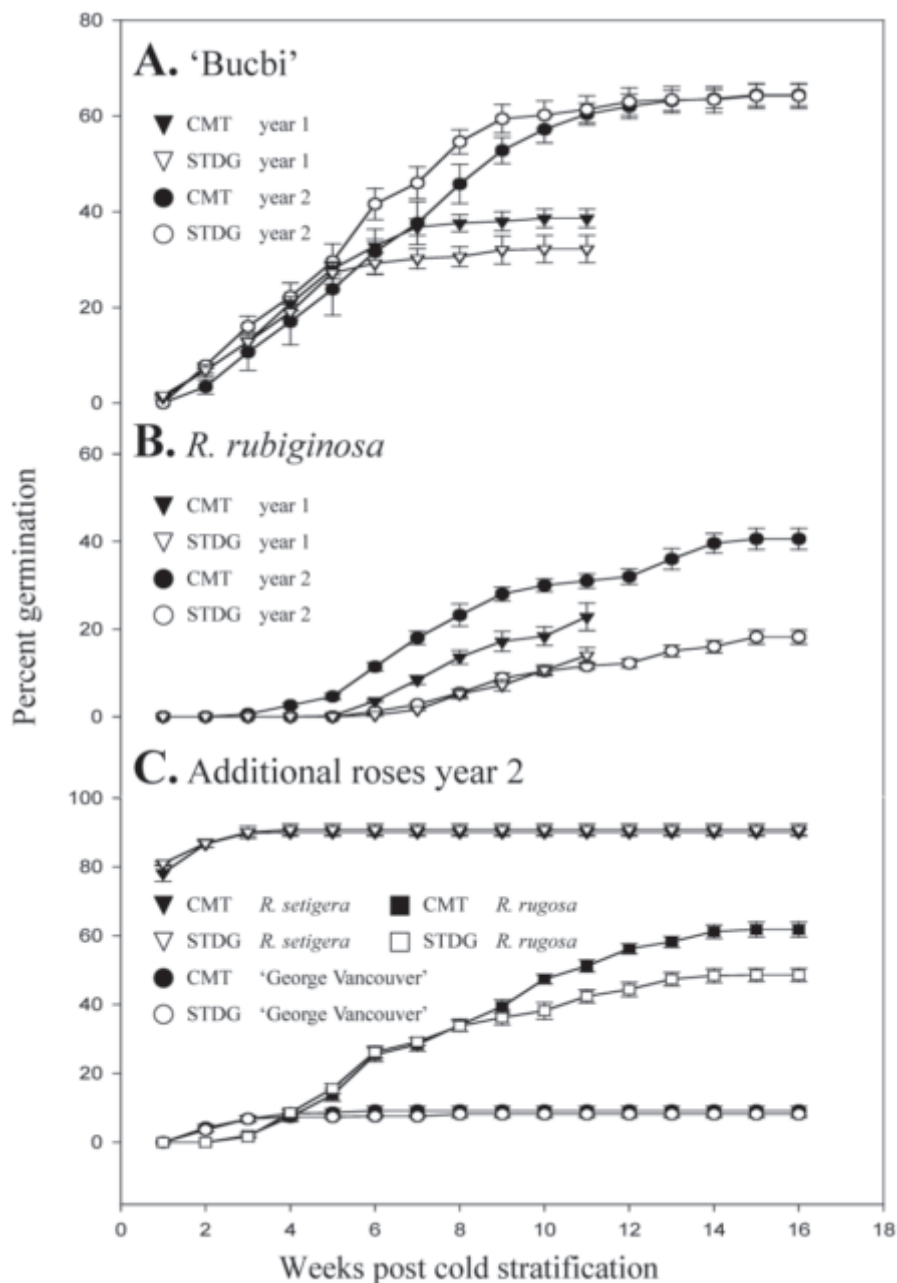 80
A. ‘Bucbi’
CMT year 1
STDG year 1
CMT year 2
STDG year 2
60
40
20
0
B. R. rubiginosa
60
CMT year 1
STDG year 1
CMT year 2
STDG year 2
40
20
0
Percent germination
C. Additional roses year 2
100
80
CMT R. setigera CMT R. rugosa
STDG R. setigera STDG R. rugosa
CMT ‘George Vancouver’
STDG ‘George Vancouver’
60
40
20
0
0 2 4 6 8 10 12 14 16 18
Weeks post cold stratification